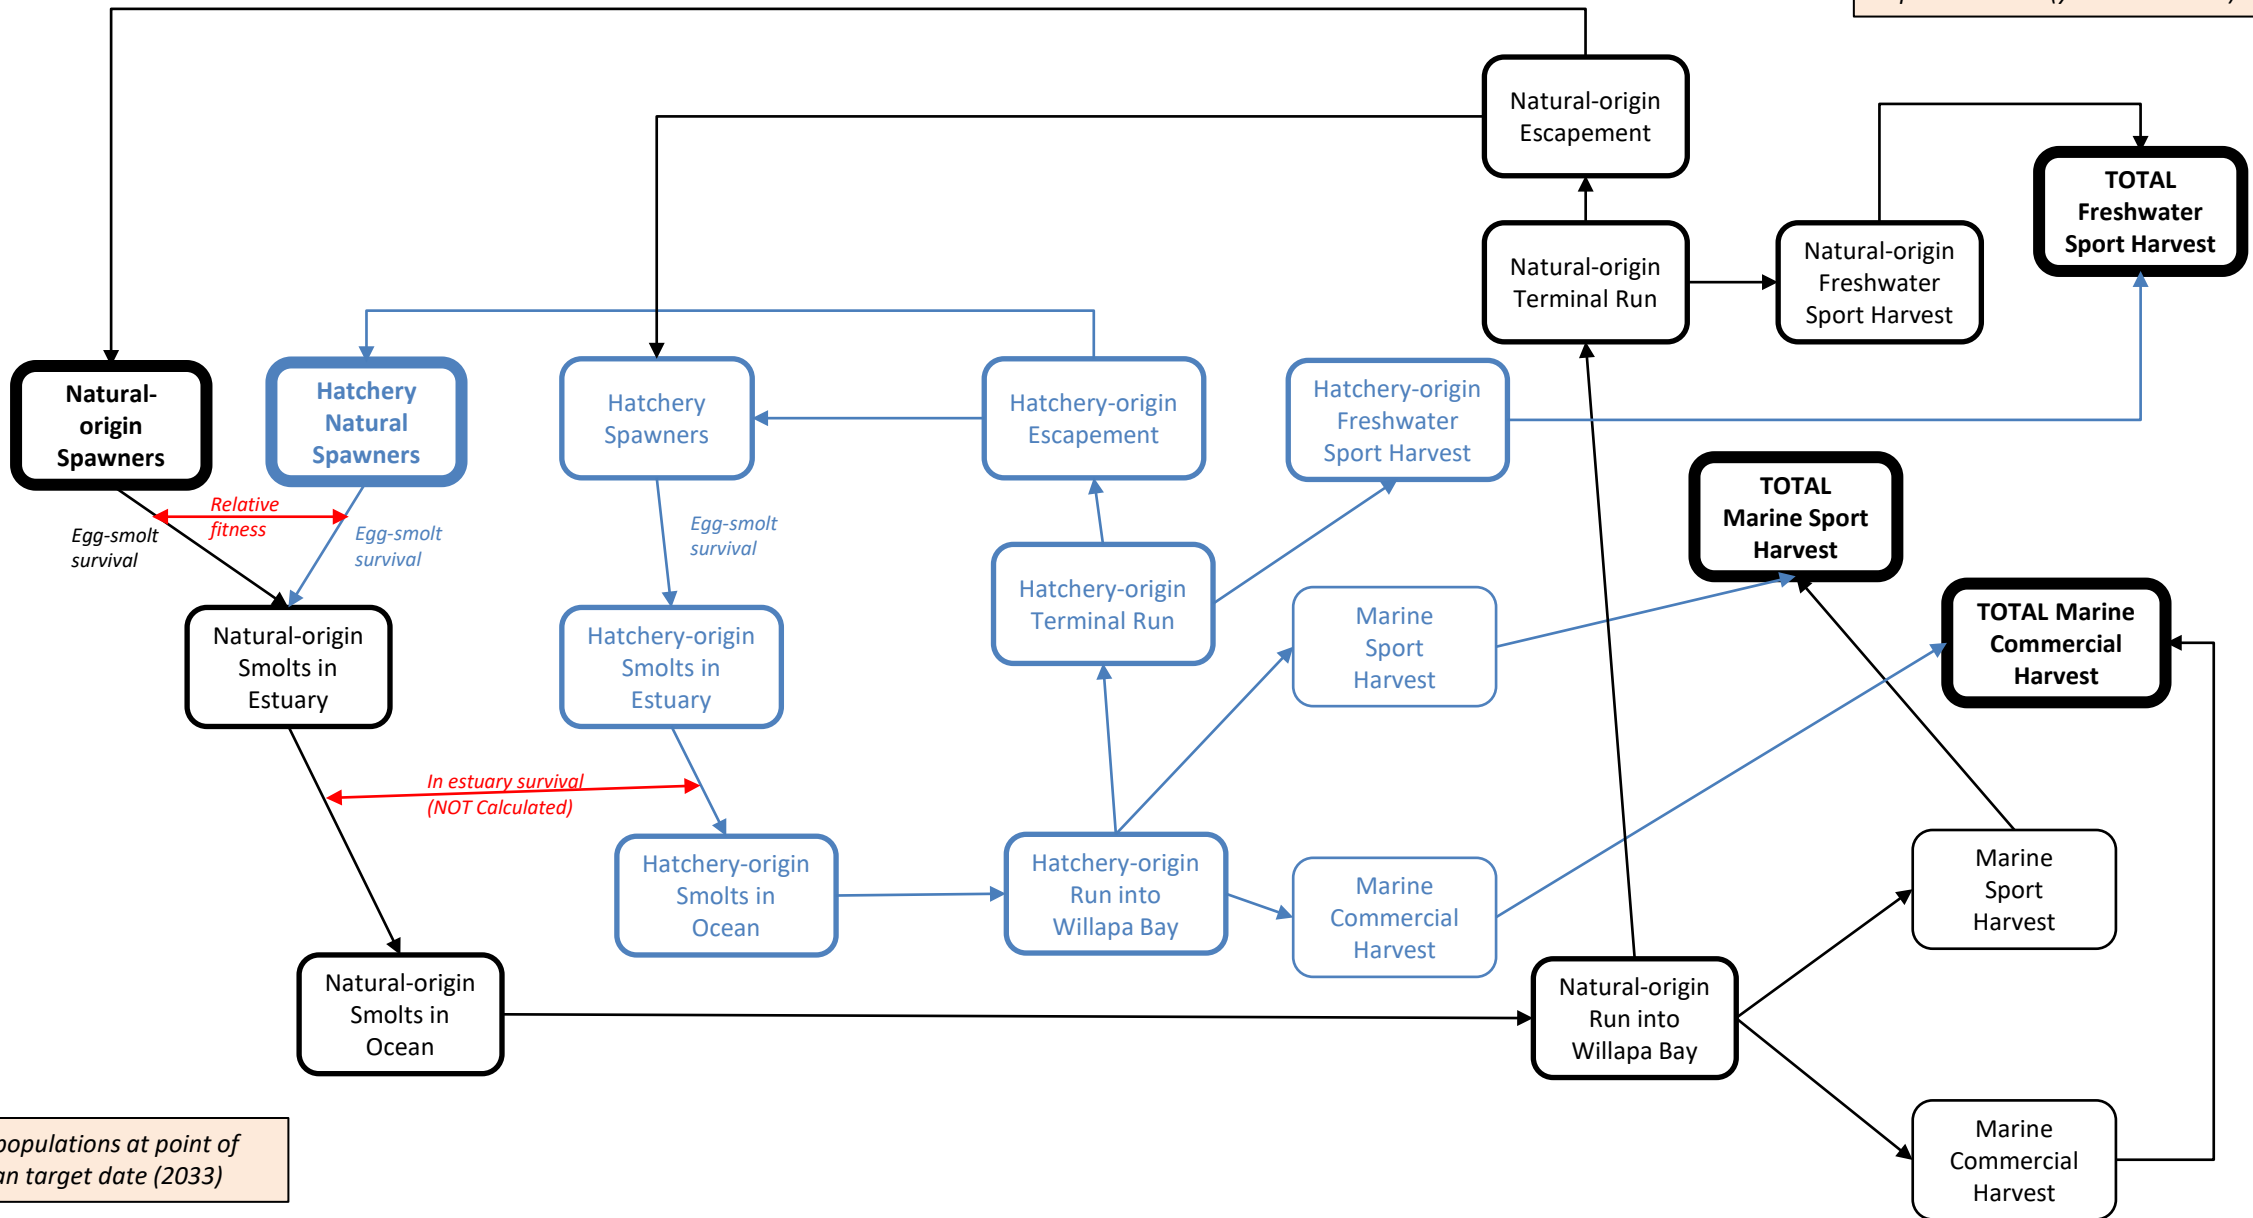 Natural-origin
Escapement
TOTAL
Freshwater
Sport Harvest
Natural-origin
Terminal Run
Natural-origin
Freshwater
Sport Harvest
Natural-
origin
Spawners
Hatchery
Natural
Spawners
Hatchery
Spawners
Hatchery-origin
Escapement
Hatchery-origin
Freshwater
Sport Harvest
TOTAL
Marine Sport
Harvest
Relative
fitness
Egg-smolt
survival
Egg-smolt
survival
Egg-smolt
survival
Hatchery-origin
Terminal Run
Marine
Sport
Harvest
TOTAL Marine
Commercial
Harvest
Natural-origin
Smolts in
Estuary
Hatchery-origin
Smolts in
Estuary
In estuary survival
(NOT Calculated)
Hatchery-origin
Smolts in
Ocean
Hatchery-origin
Run into
Willapa Bay
Marine
Commercial
Harvest
Marine
Sport
Harvest
Natural-origin
Smolts in
Ocean
Natural-origin
Run into
Willapa Bay
Marine
Commercial
Harvest
populations at point of
an target date (2033)